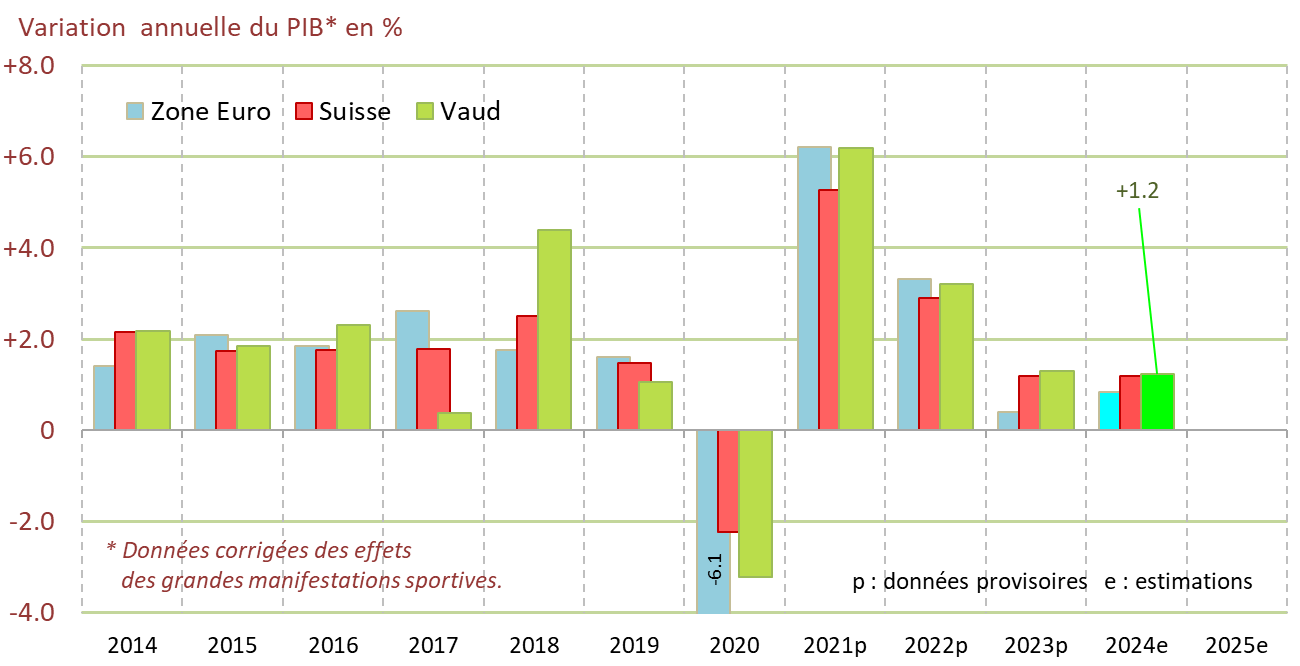 Variation annuelle du PIB* en %
+8.0
Zone Euro Suisse Vaud
+6.0
+1.2
+4.0
+2.0
0
-2.0
* Données corrigées des effets
des grandes manifestations sportives.
-6.1
p : données provisoires e : estimations
-4.0
2014 2015 2016 2017 2018 2019 2020 2021p 2022p 2023p 2024e 2025e